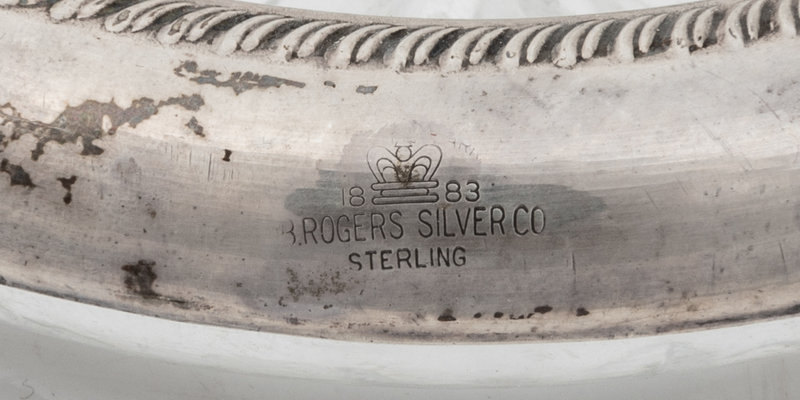 18 83
B.ROGERS SILVER CO
STERLING